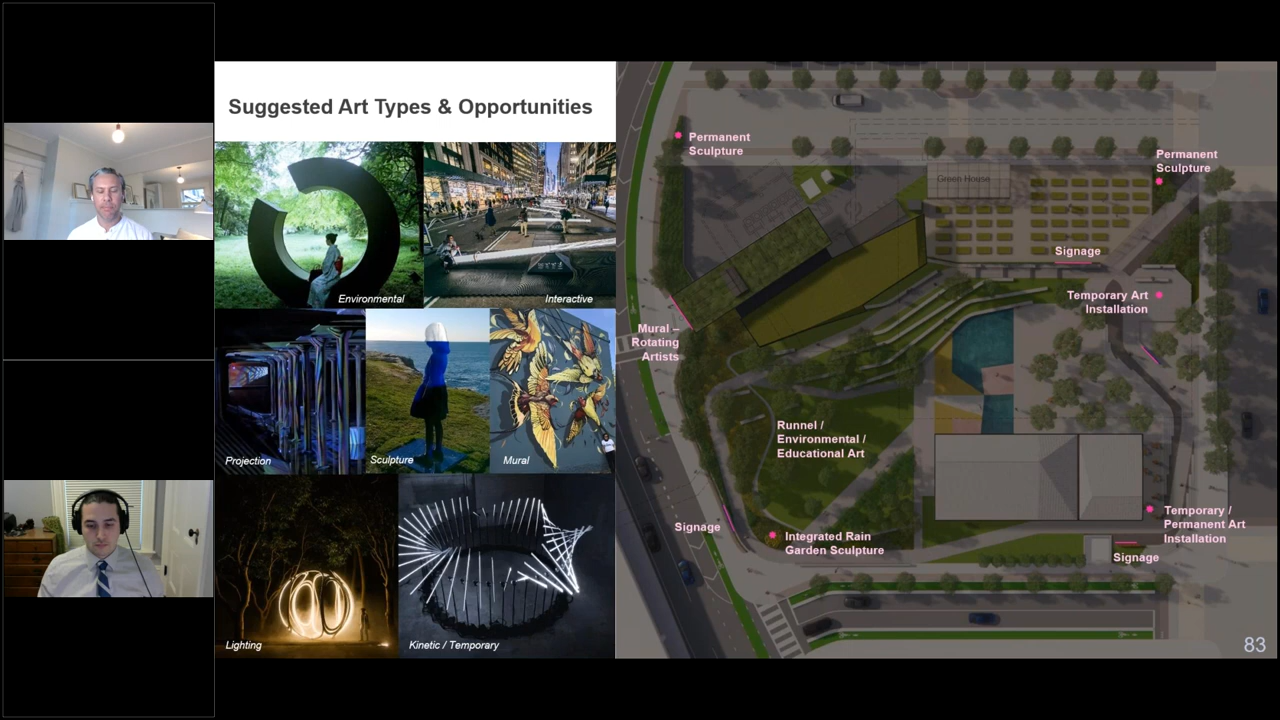 Suggested Art Types & Opportunities
Environmental
Interactive
Projection
Sculpture
Mural
Lighting
Kinetic / Temporary
Permanent
Sculpture
Permanent
Sculpture
Green House
Signage
Temporary Art
Installation
Mural –
Rotating
Artists
Runnel /
Environmental /
Educational Art
Signage
Integrated Rain
Garden Sculpture
Temporary /
Permanent Art
Installation
Signage
83